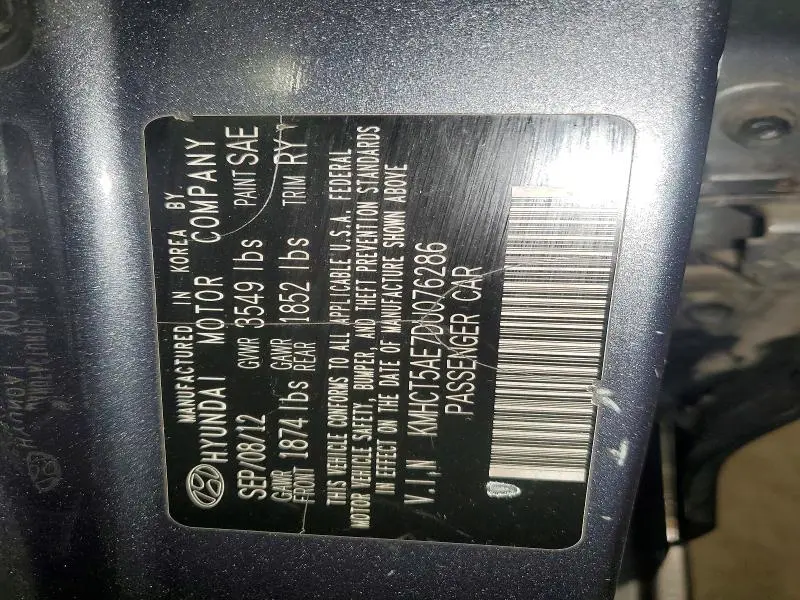 MANUFACTURED IN KOREA BY
HYUNDAI MOTOR COMPANY
SEP/08/12 GVWR 3549 lbs PAINT SAE
GAWR FRONT 1874 lbs GAWR REAR 1852 lbs TRIM RY
THIS VEHICLE CONFORMS TO ALL APPLICABLE U.S.A. FEDERAL
MOTOR VEHICLE SAFETY, BUMPER, AND THEFT PREVENTION STANDARDS
IN EFFECT ON THE DATE OF MANUFACTURE SHOWN ABOVE
V.I.N KMHCT5AE7DU076286
PASSENGER CAR